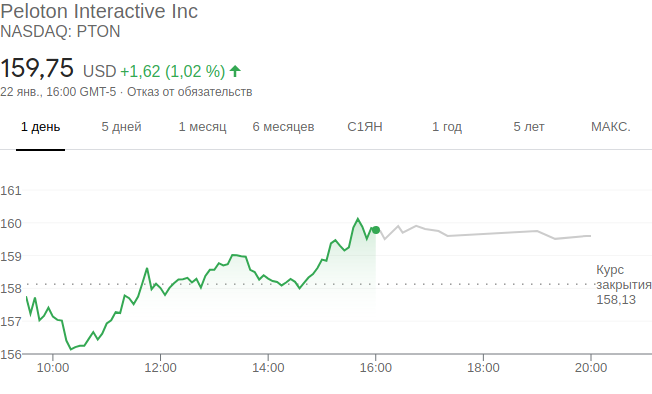 Peloton Interactive Inc
NASDAQ: PTON
159,75 USD +1,62 (1,02 %)
22 янв., 16:00 GMT-5 · Отказ от обязательств
1 день 5 дней 1 месяц 6 месяцев С1ЯН 1 год 5 лет МАКС.
161
160
159
Курс
закрытия
158
158,13
157
156
10:00 12:00 14:00 16:00 18:00 20:00